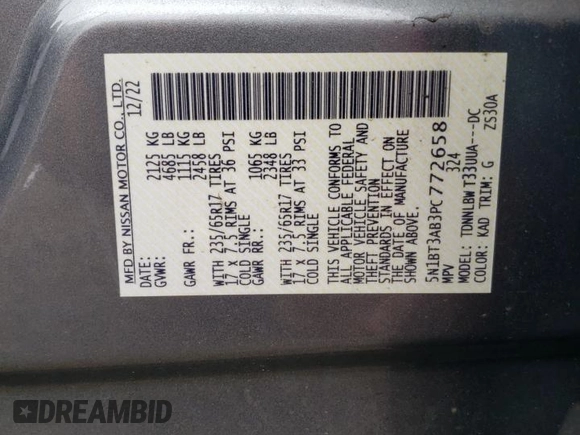 MFD BY NISSAN MOTOR CO., LTD.
DATE: 12/22
GVWR: 2125 KG
4685 LB
GAWR FR.: 1115 KG
2458 LB
WITH 235/65R17 TIRES
17 X 7.5 RIMS AT 36 PSI
COLD SINGLE
GAWR RR.: 1065 KG
2348 LB
WITH 235/65R17 TIRES
17 X 7.5 RIMS AT 33 PSI
COLD SINGLE
THIS VEHICLE CONFORMS TO
ALL APPLICABLE FEDERAL
MOTOR VEHICLE SAFETY AND
THEFT PREVENTION
STANDARDS IN EFFECT ON
THE DATE OF MANUFACTURE
SHOWN ABOVE.
5N1BT3AB3PC772658
MPV 324
MODEL: TDNNLBW T33UUA---DC
COLOR: KAD TRIM: G ZS30A
DREAMBID